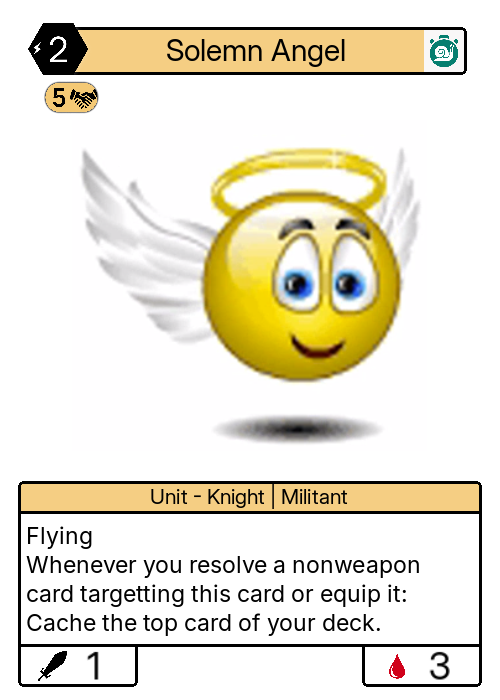 2
Solemn Angel
5
Unit - Knight | Militant
Flying
Whenever you resolve a nonweapon
card targetting this card or equip it:
Cache the top card of your deck.
1
3